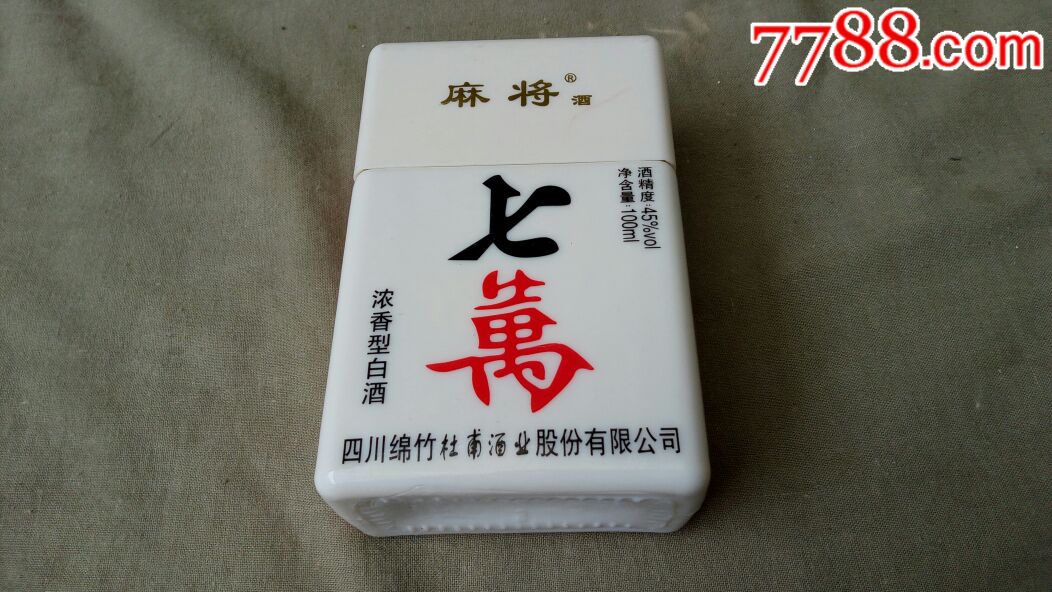 7788.com
麻将®酒
酒精度:45%vol
净含量:100ml
七
萬
浓香型白酒
四川绵竹杜甫酒业股份有限公司